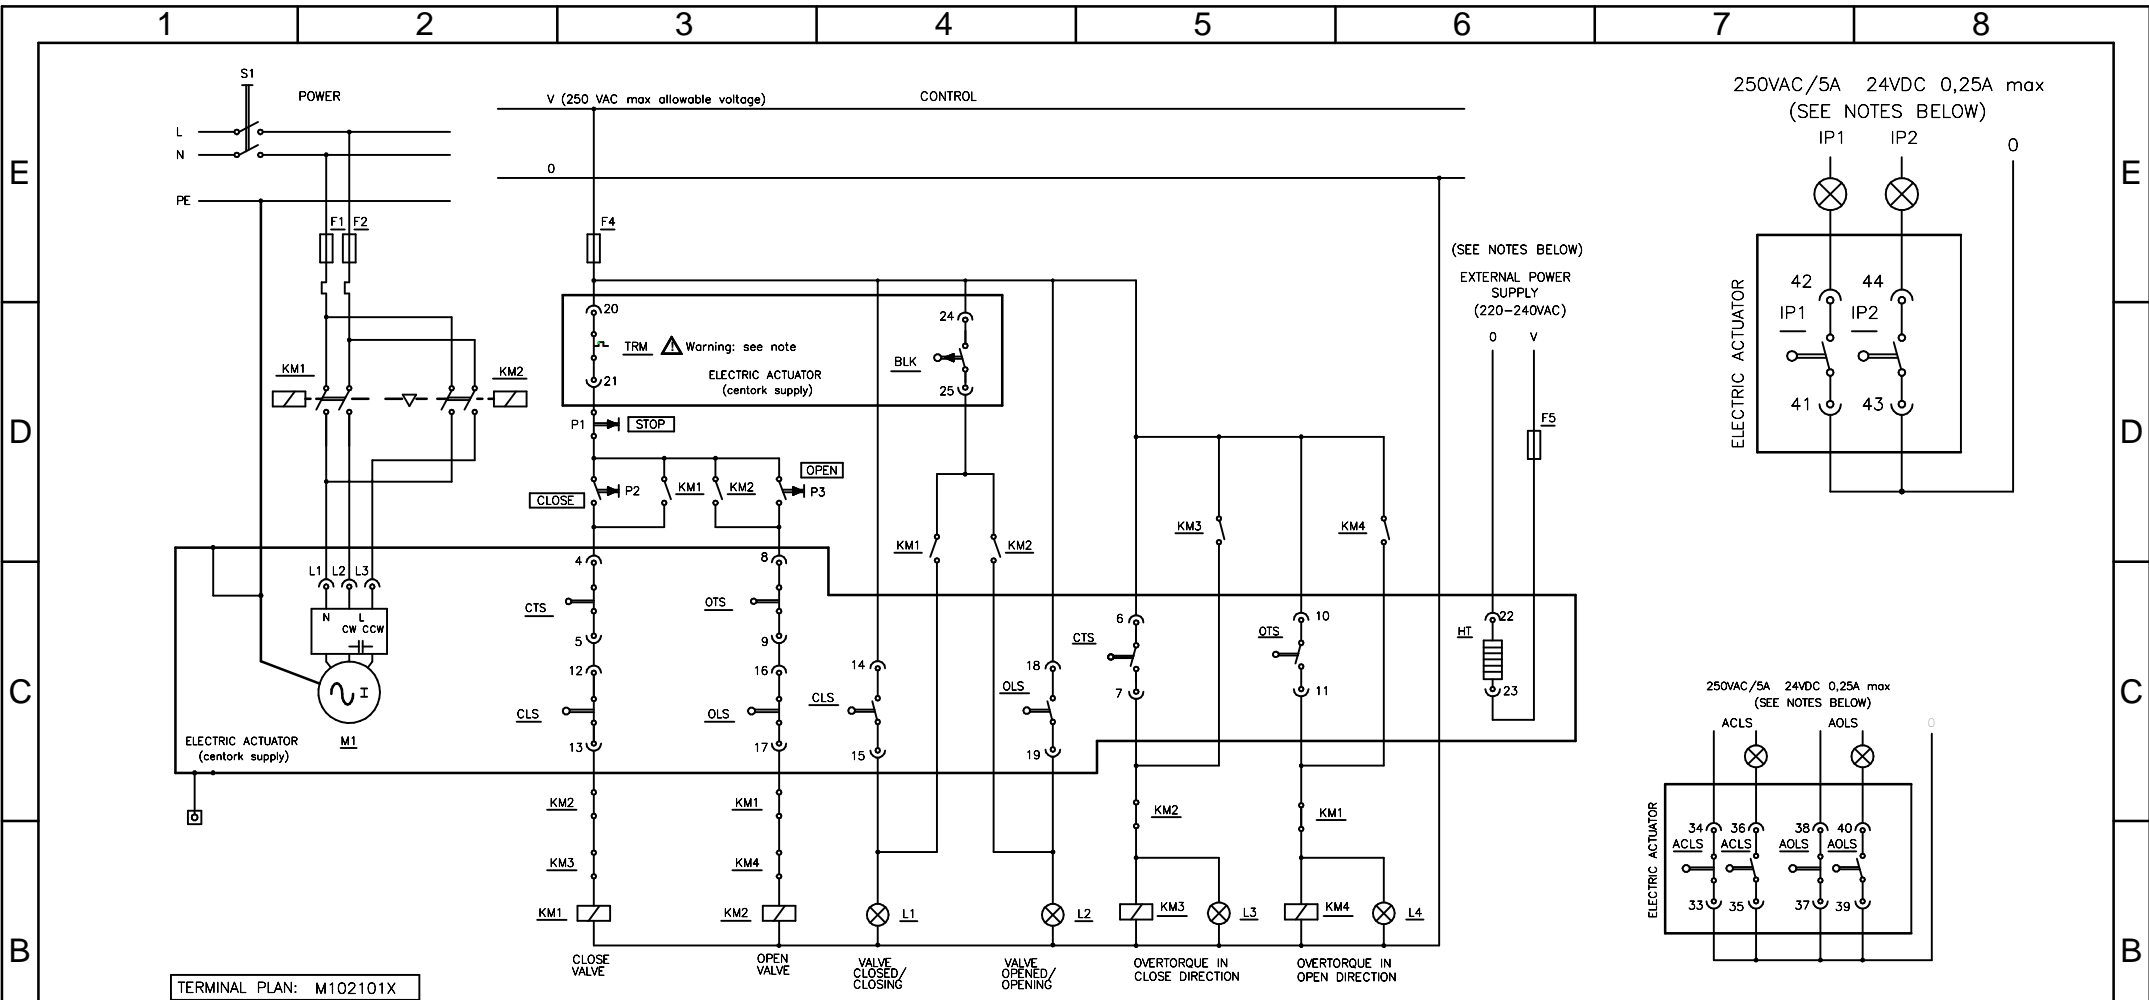 1 2 3 4 5 6 7 8
S1
POWER
V (250 VAC max allowable voltage)
CONTROL
250VAC/5A 24VDC 0,25A max
(SEE NOTES BELOW)
IP1 IP2
0
L
N
0
E
E
PE
F1 F2
F4
(SEE NOTES BELOW)
EXTERNAL POWER
SUPPLY
(220-240VAC)
0 V
20
24
TRM
Warning: see note
BLK
ELECTRIC ACTUATOR
(centork supply)
21
25
42 44
IP1 IP2
41 43
ELECTRIC ACTUATOR
KM1
KM2
P1
STOP
F5
D
D
OPEN
CLOSE
P2
KM1
KM2
P3
KM1
KM2
KM3
KM4
L1 L2 L3
N L
CW CCW
I
M1
ELECTRIC ACTUATOR
(centork supply)
4
8
CTS
OTS
5
9
12
16
CLS
OLS
13
17
14
18
CLS
OLS
15
19
6
10
CTS
OTS
7
11
HT
22
23
C
C
250VAC/5A 24VDC 0,25A max
(SEE NOTES BELOW)
ACLS
AOLS
0
KM2
KM1
KM2
KM1
KM3
KM4
34 36 38 40
ACLS ACLS AOLS AOLS
33 35 37 39
ELECTRIC ACTUATOR
KM1
KM2
L1
L2
KM3
L3
KM4
L4
B
B
CLOSE
VALVE
OPEN
VALVE
VALVE
CLOSED/
CLOSING
VALVE
OPENED/
OPENING
OVERTORQUE IN
CLOSE DIRECTION
OVERTORQUE IN
OPEN DIRECTION
TERMINAL PLAN: M102101X